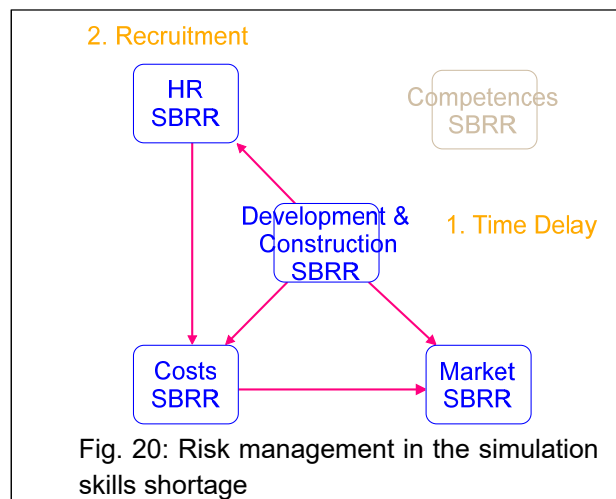 2. Recruitment
HR
SBRR
Competences
SBRR
Development &
Construction
SBRR
1. Time Delay
Costs
SBRR
Market
SBRR
Fig. 20: Risk management in the simulation
skills shortage